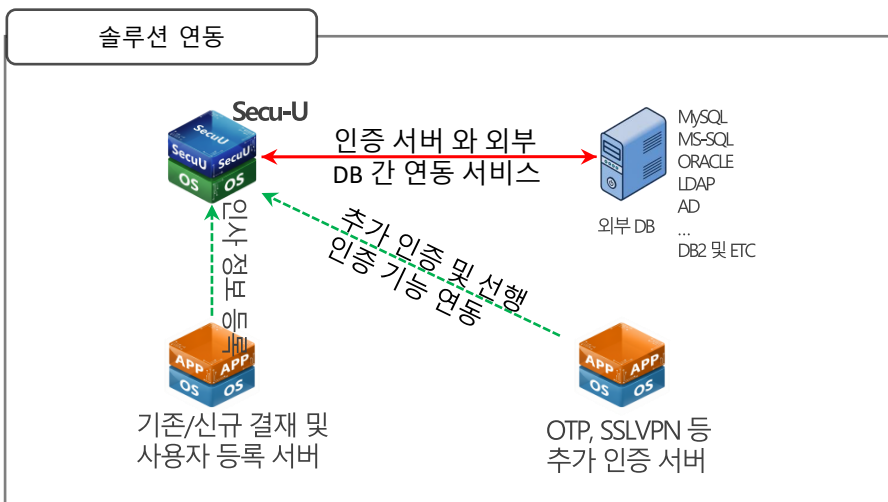 솔루션 연동
Secu-U
SecuU
SecuU
SecuU
OS
OS
인증 서버 와 외부
DB 간 연동 서비스
외부 DB
MySQL
MS-SQL
ORACLE
LDAP
AD
...
DB2 및 ETC
인사 정보 등록
추가 인증 및 선행
인증 기능 연동
APP
APP
OS
OS
기존/신규 결재 및
사용자 등록 서버
APP
APP
OS
OS
OTP, SSLVPN 등
추가 인증 서버